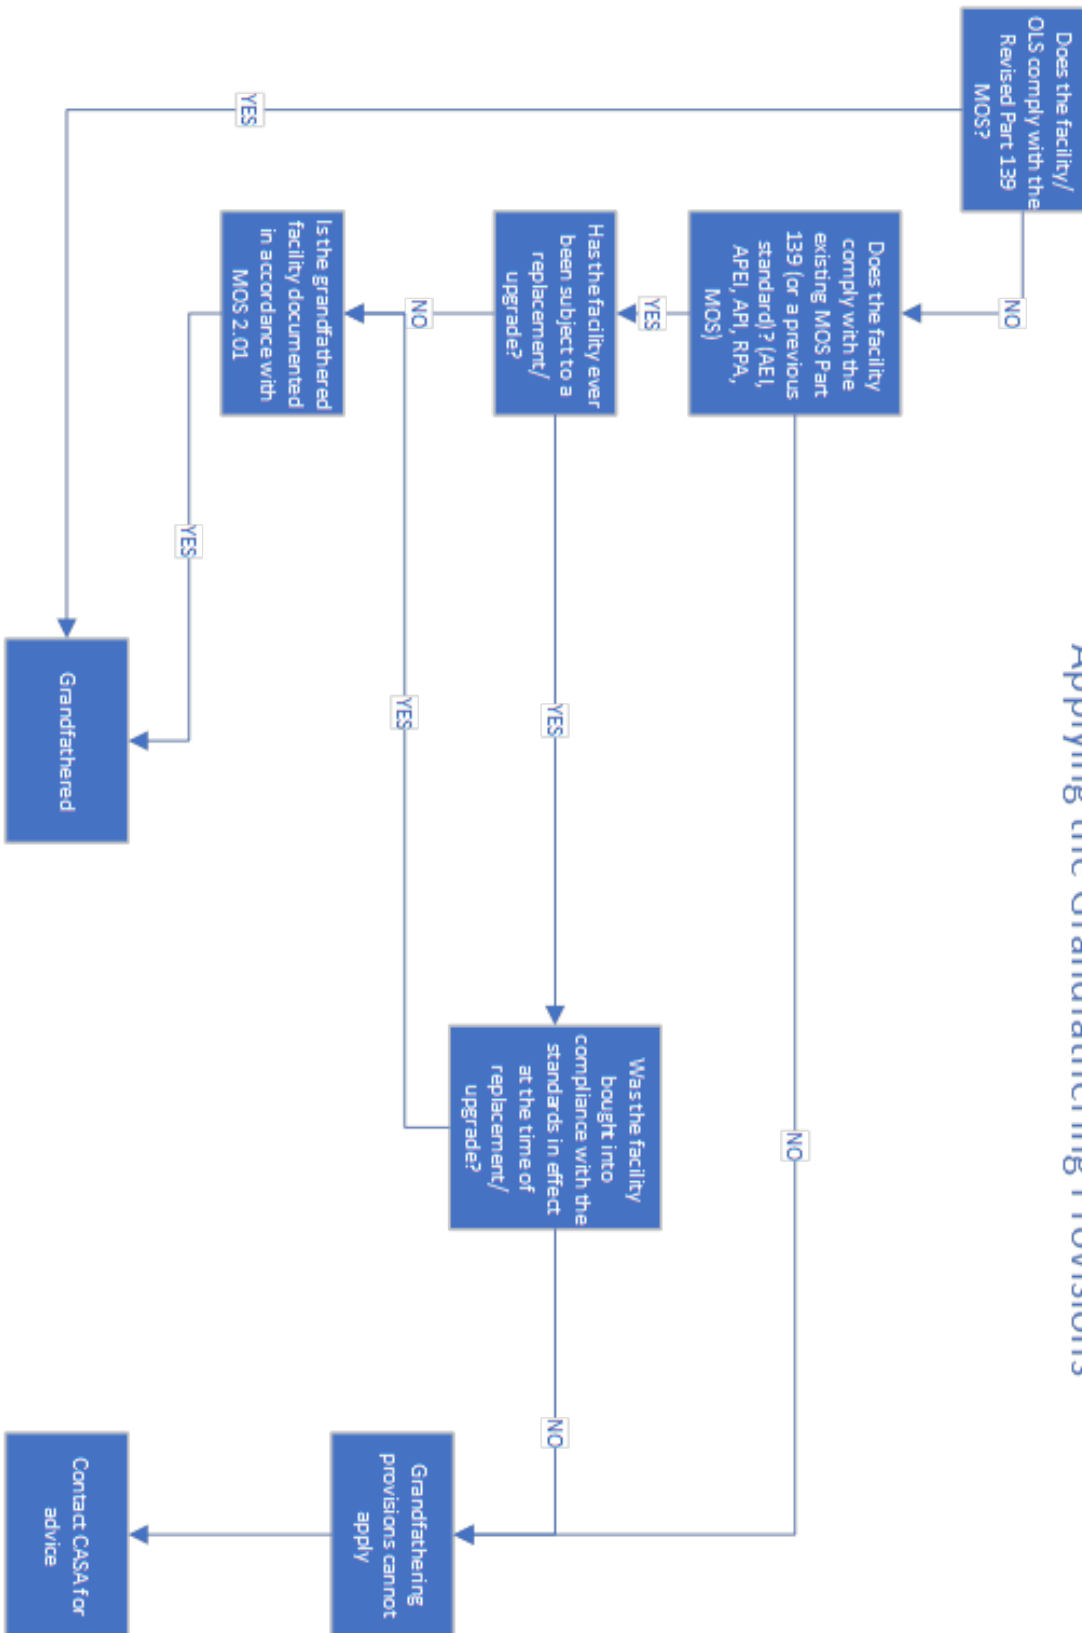 Applying the Grandfathering Provisions
Does the facility/
OLS comply with the
Revised Part 139
MOS?
NO
YES
Does the facility
comply with the
existing MOS Part
139 (or a previous
standard)? (AEI,
APEI, API, RPA,
MOS)
NO
YES
Has the facility ever
been subject to a
replacement/
upgrade?
YES
NO
Was the facility
bought into
compliance with the
standards in effect
at the time of
replacement/
upgrade?
NO
YES
Is the grandfathered
facility documented
in accordance with
MOS 2.01
YES
Grandfathering
provisions cannot
apply
Grandfathered
Contact CASA for
advice